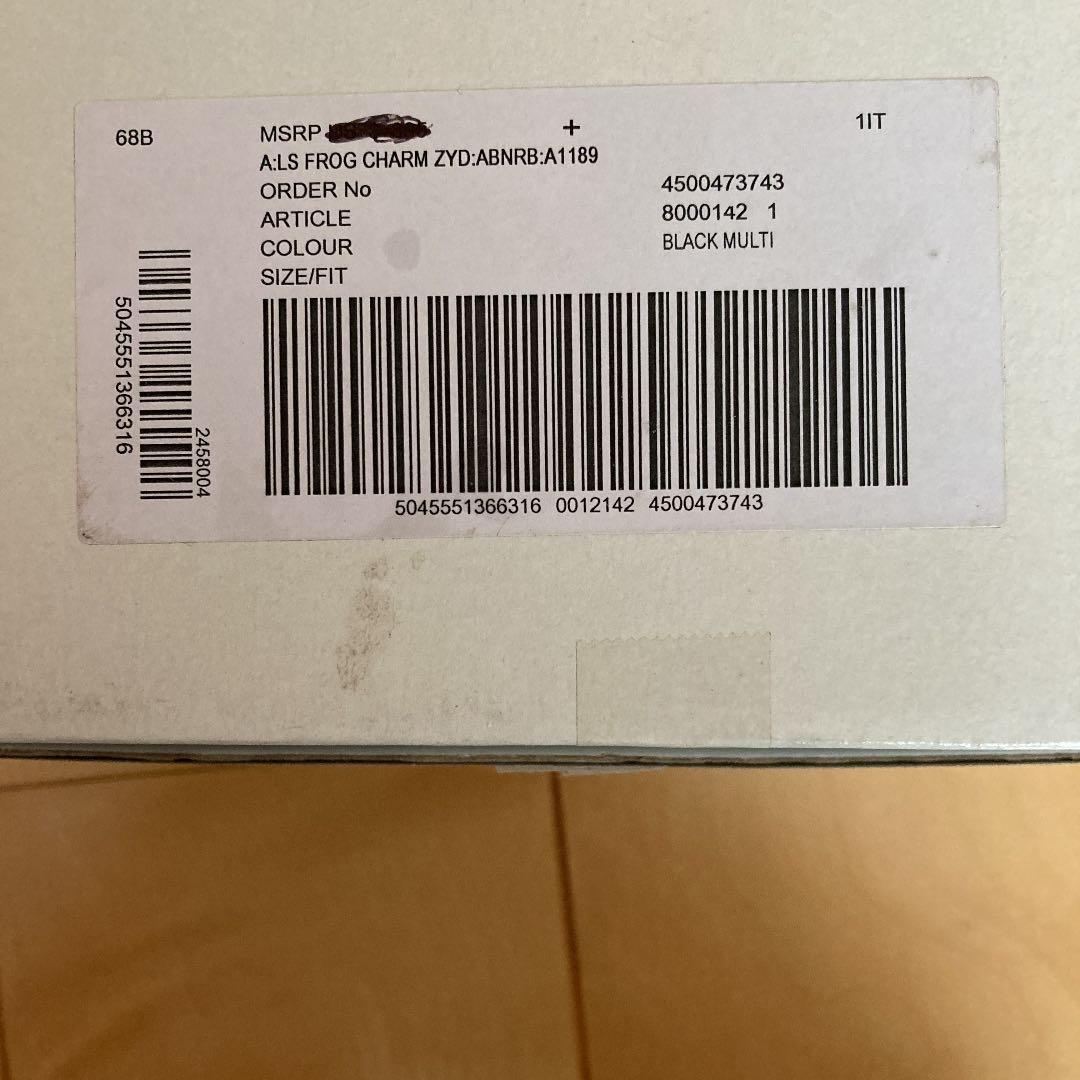 68B
MSRP
+
1IT
A:LS FROG CHARM ZYD:ABNRB:A1189
ORDER No 4500473743
ARTICLE 8000142 1
COLOUR BLACK MULTI
SIZE/FIT
5045551366316
2458004
5045551366316 0012142 4500473743